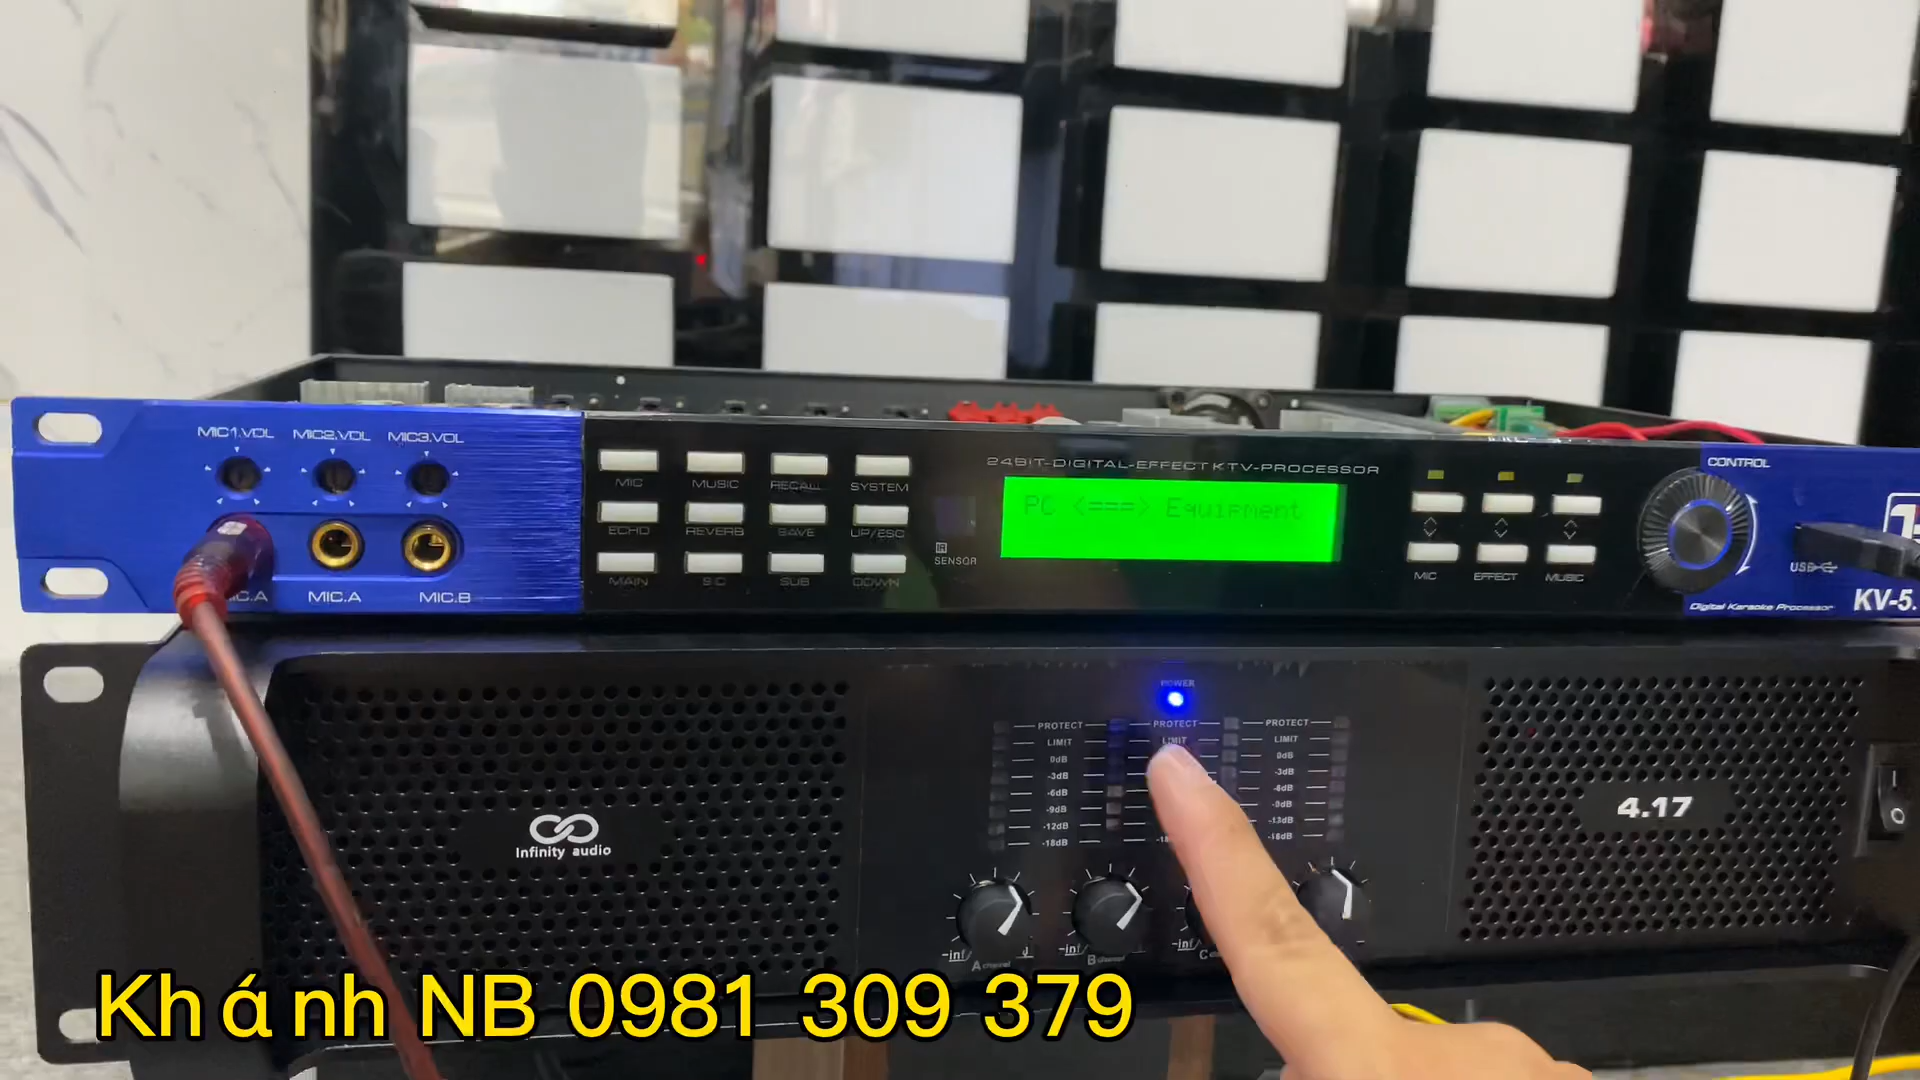 MIC1.VOL MIC2.VOL MIC3.VOL
MIC MUSIC RECALL SYSTEM
ECHO REVERB SAVE UP/ESC
MAIN S|C SUB DOWN
IR
SENSOR
24BIT-DIGITAL-EFFECT KTV-PROCESSOR
PC <===> Equipment
MIC EFFECT MUSIC
CONTROL
USB
Digital Karaoke Processor
KV-5.
MIC.A MIC.B
POWER
PROTECT PROTECT PROTECT
LIMIT LIMIT LIMIT
0dB 0dB
-3dB -3dB
-6dB -6dB
-9dB -9dB
-12dB
-18dB
-inf -inf -inf
A channel B channel C
Infinity audio
4.17
I
O
Khánh NB 0981 309 379